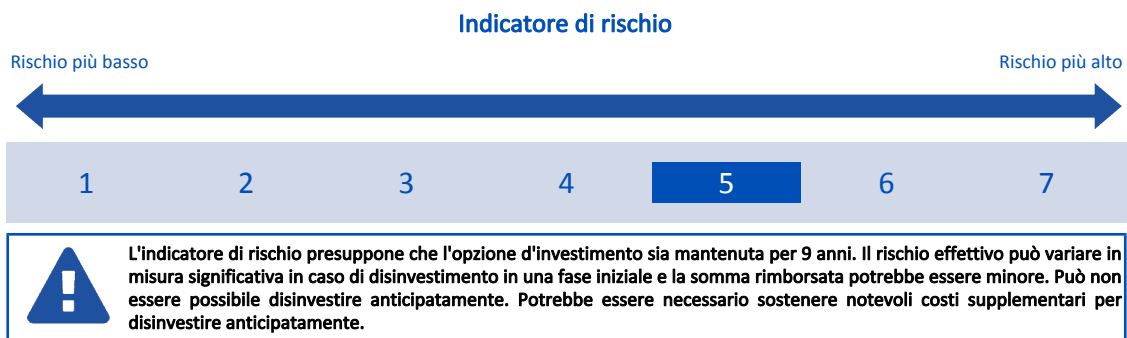 Indicatore di rischio
Rischio più basso
Rischio più alto
1 2 3 4 5 6 7
L'indicatore di rischio presuppone che l'opzione d'investimento sia mantenuta per 9 anni. Il rischio effettivo può variare in
misura significativa in caso di disinvestimento in una fase iniziale e la somma rimborsata potrebbe essere minore. Può non
essere possibile disinvestire anticipatamente. Potrebbe essere necessario sostenere notevoli costi supplementari per
disinvestire anticipatamente.